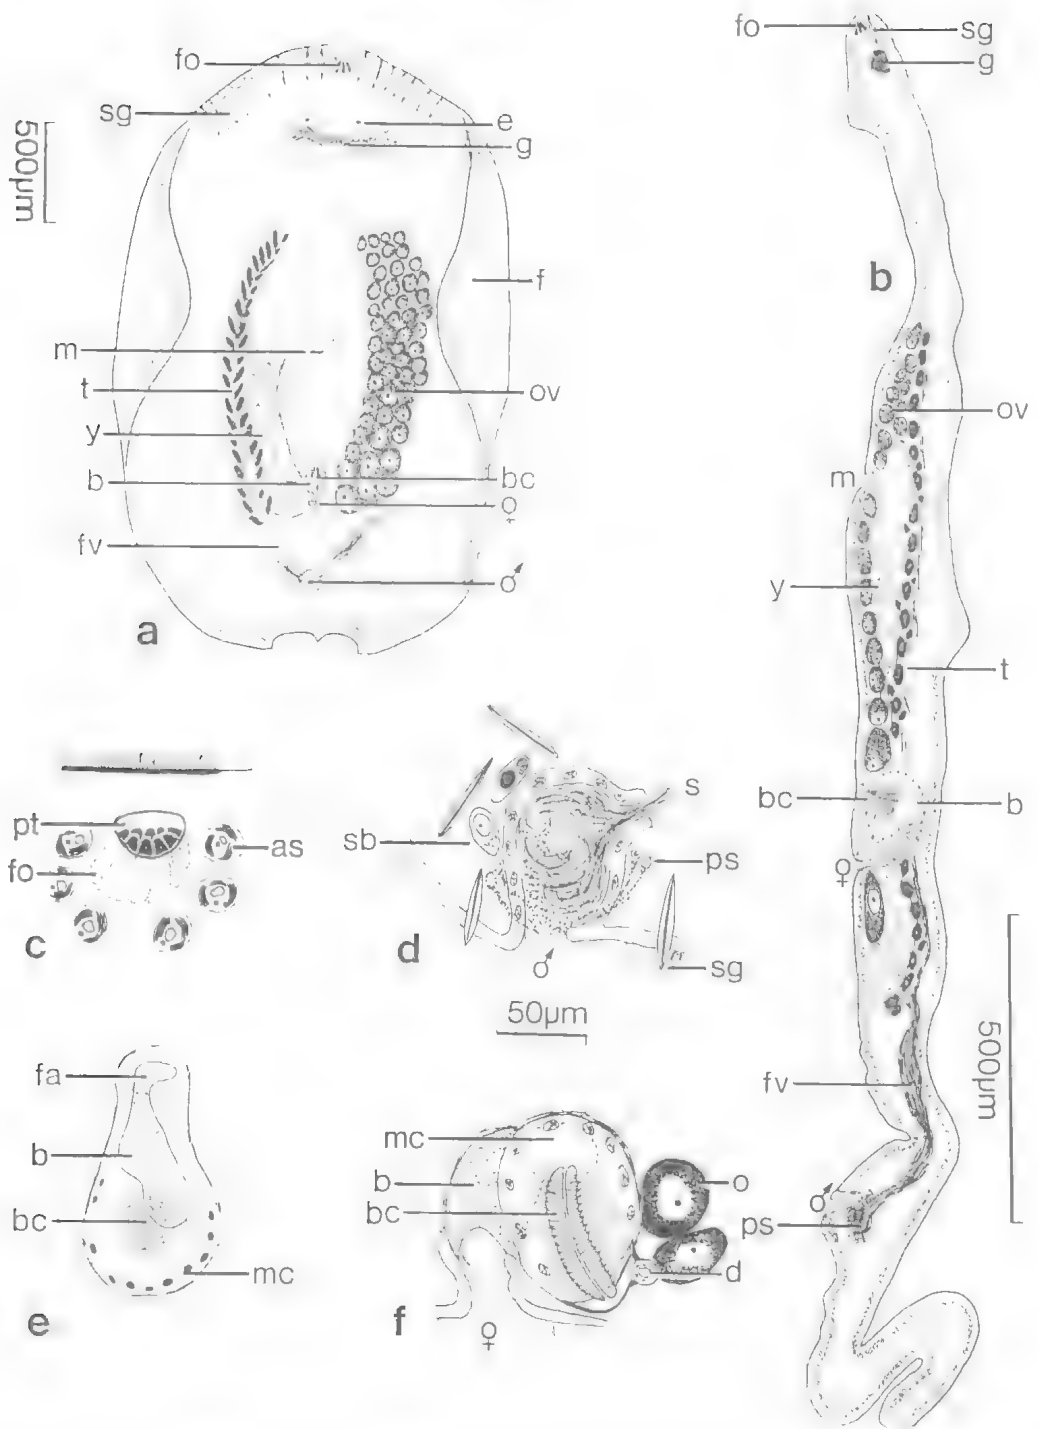 fo
sg
500µm
e
g
f
m
t
y
b
fv
ov
bc
♀
♂
a
fo
sg
g
b
ov
m
y
t
bc
b
♀
fv
500µm
♂
ps
pt
fo
as
c
s
sb
ps
d
♂
sg
50µm
fa
b
bc
mc
e
mc
b
bc
o
d
f
♀